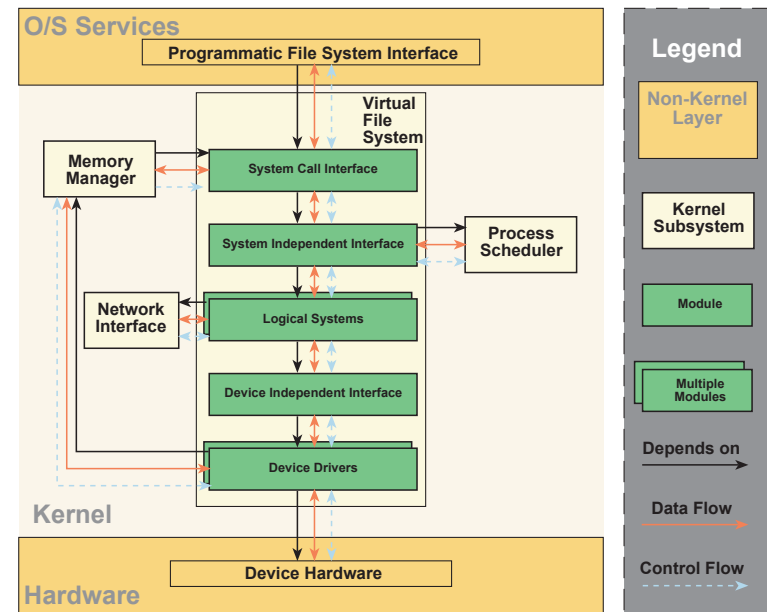 O/S Services
Programmatic File System Interface
Virtual
File
System
Memory
Manager
System Call Interface
System Independent Interface
Process
Scheduler
Network
Interface
Logical Systems
Device Independent Interface
Device Drivers
Kernel
Device Hardware
Hardware
Legend
Non-Kernel
Layer
Kernel
Subsystem
Module
Multiple
Modules
Depends on
Data Flow
Control Flow